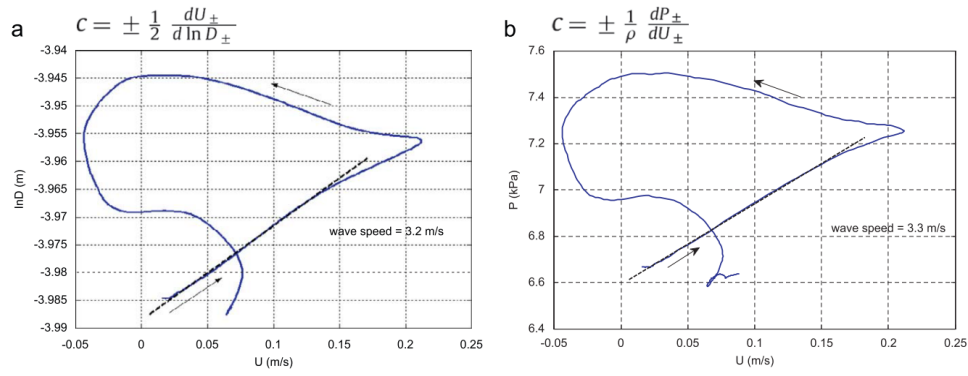 a
c = ± 1/2 dU±/d ln D±
-3.94
-3.945
-3.95
-3.955
-3.96
-3.965
-3.97
-3.975
-3.98
-3.985
-3.99
lnD (m)
wave speed = 3.2 m/s
-0.05 0 0.05 0.1 0.15 0.2 0.25
U (m/s)
b
c = ± 1/ρ dP±/dU±
7.6
7.4
7.2
7
6.8
6.6
6.4
P (kPa)
wave speed = 3.3 m/s
-0.05 0 0.05 0.1 0.15 0.2 0.25
U (m/s)